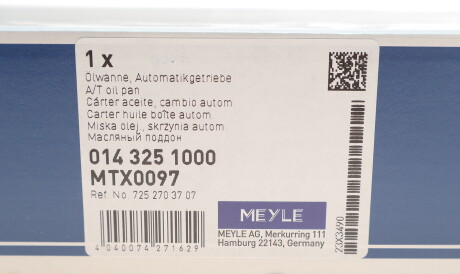 1 x
Ölwanne, Automatikgetriebe
A/T oil pan
Cárter aceite, cambio autom
Carter huile boîte autom
Miska olej., skrzynia autom
Масляный поддон
014 325 1000
MTX0097
Ref. No. 725 270 37 07
4 040074 271629
MEYLE
MEYLE AG, Merkurring 111
Hamburg 22143, Germany
23X3490